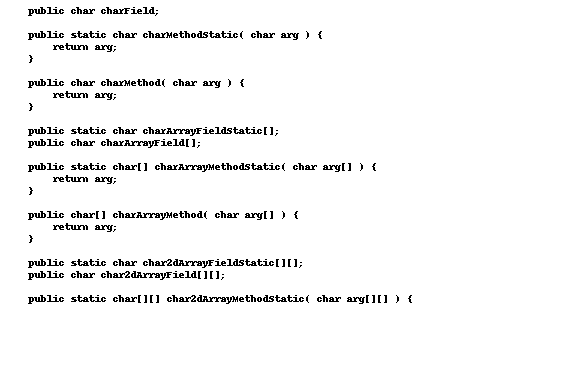 public char charField;
public static char charMethodStatic( char arg ) {
return arg;
}
public char charMethod( char arg ) {
return arg;
}
public static char charArrayFieldStatic[];
public char charArrayField[];
public static char[] charArrayMethodStatic( char arg[] ) {
return arg;
}
public char[] charArrayMethod( char arg[] ) {
return arg;
}
public static char char2dArrayFieldStatic[][];
public char char2dArrayField[][];
public static char[][] char2dArrayMethodStatic( char arg[][] ) {